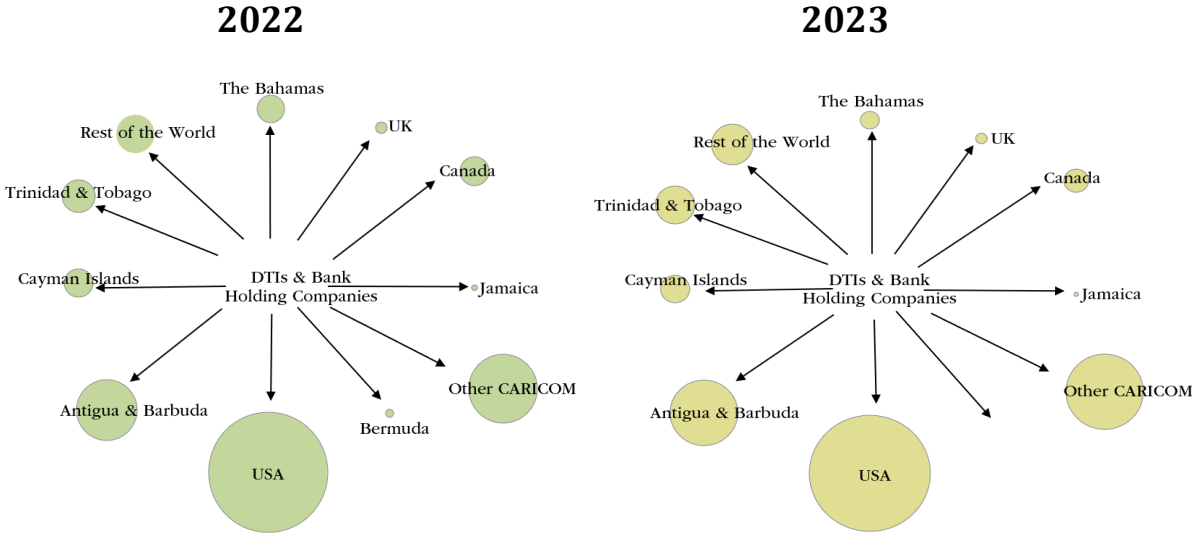 2022
The Bahamas
UK
Rest of the World
Canada
Trinidad & Tobago
Cayman Islands
DTIs & Bank
Holding Companies
Jamaica
Other CARICOM
Antigua & Barbuda
Bermuda
USA
2023
The Bahamas
UK
Rest of the World
Canada
Trinidad & Tobago
Cayman Islands
DTIs & Bank
Holding Companies
Jamaica
Other CARICOM
Antigua & Barbuda
USA